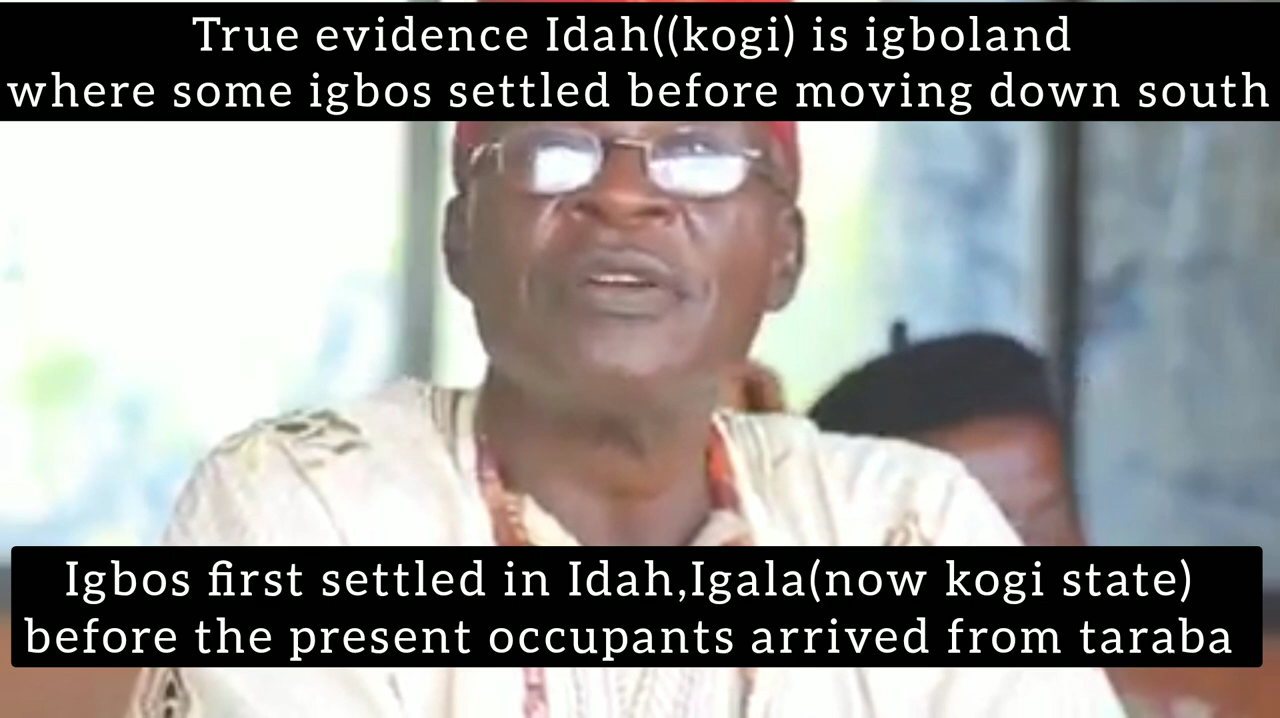 True evidence Idah((kogi) is igboland
where some igbos settled before moving down south
Igbos first settled in Idah,Igala(now kogi state)
before the present occupants arrived from taraba